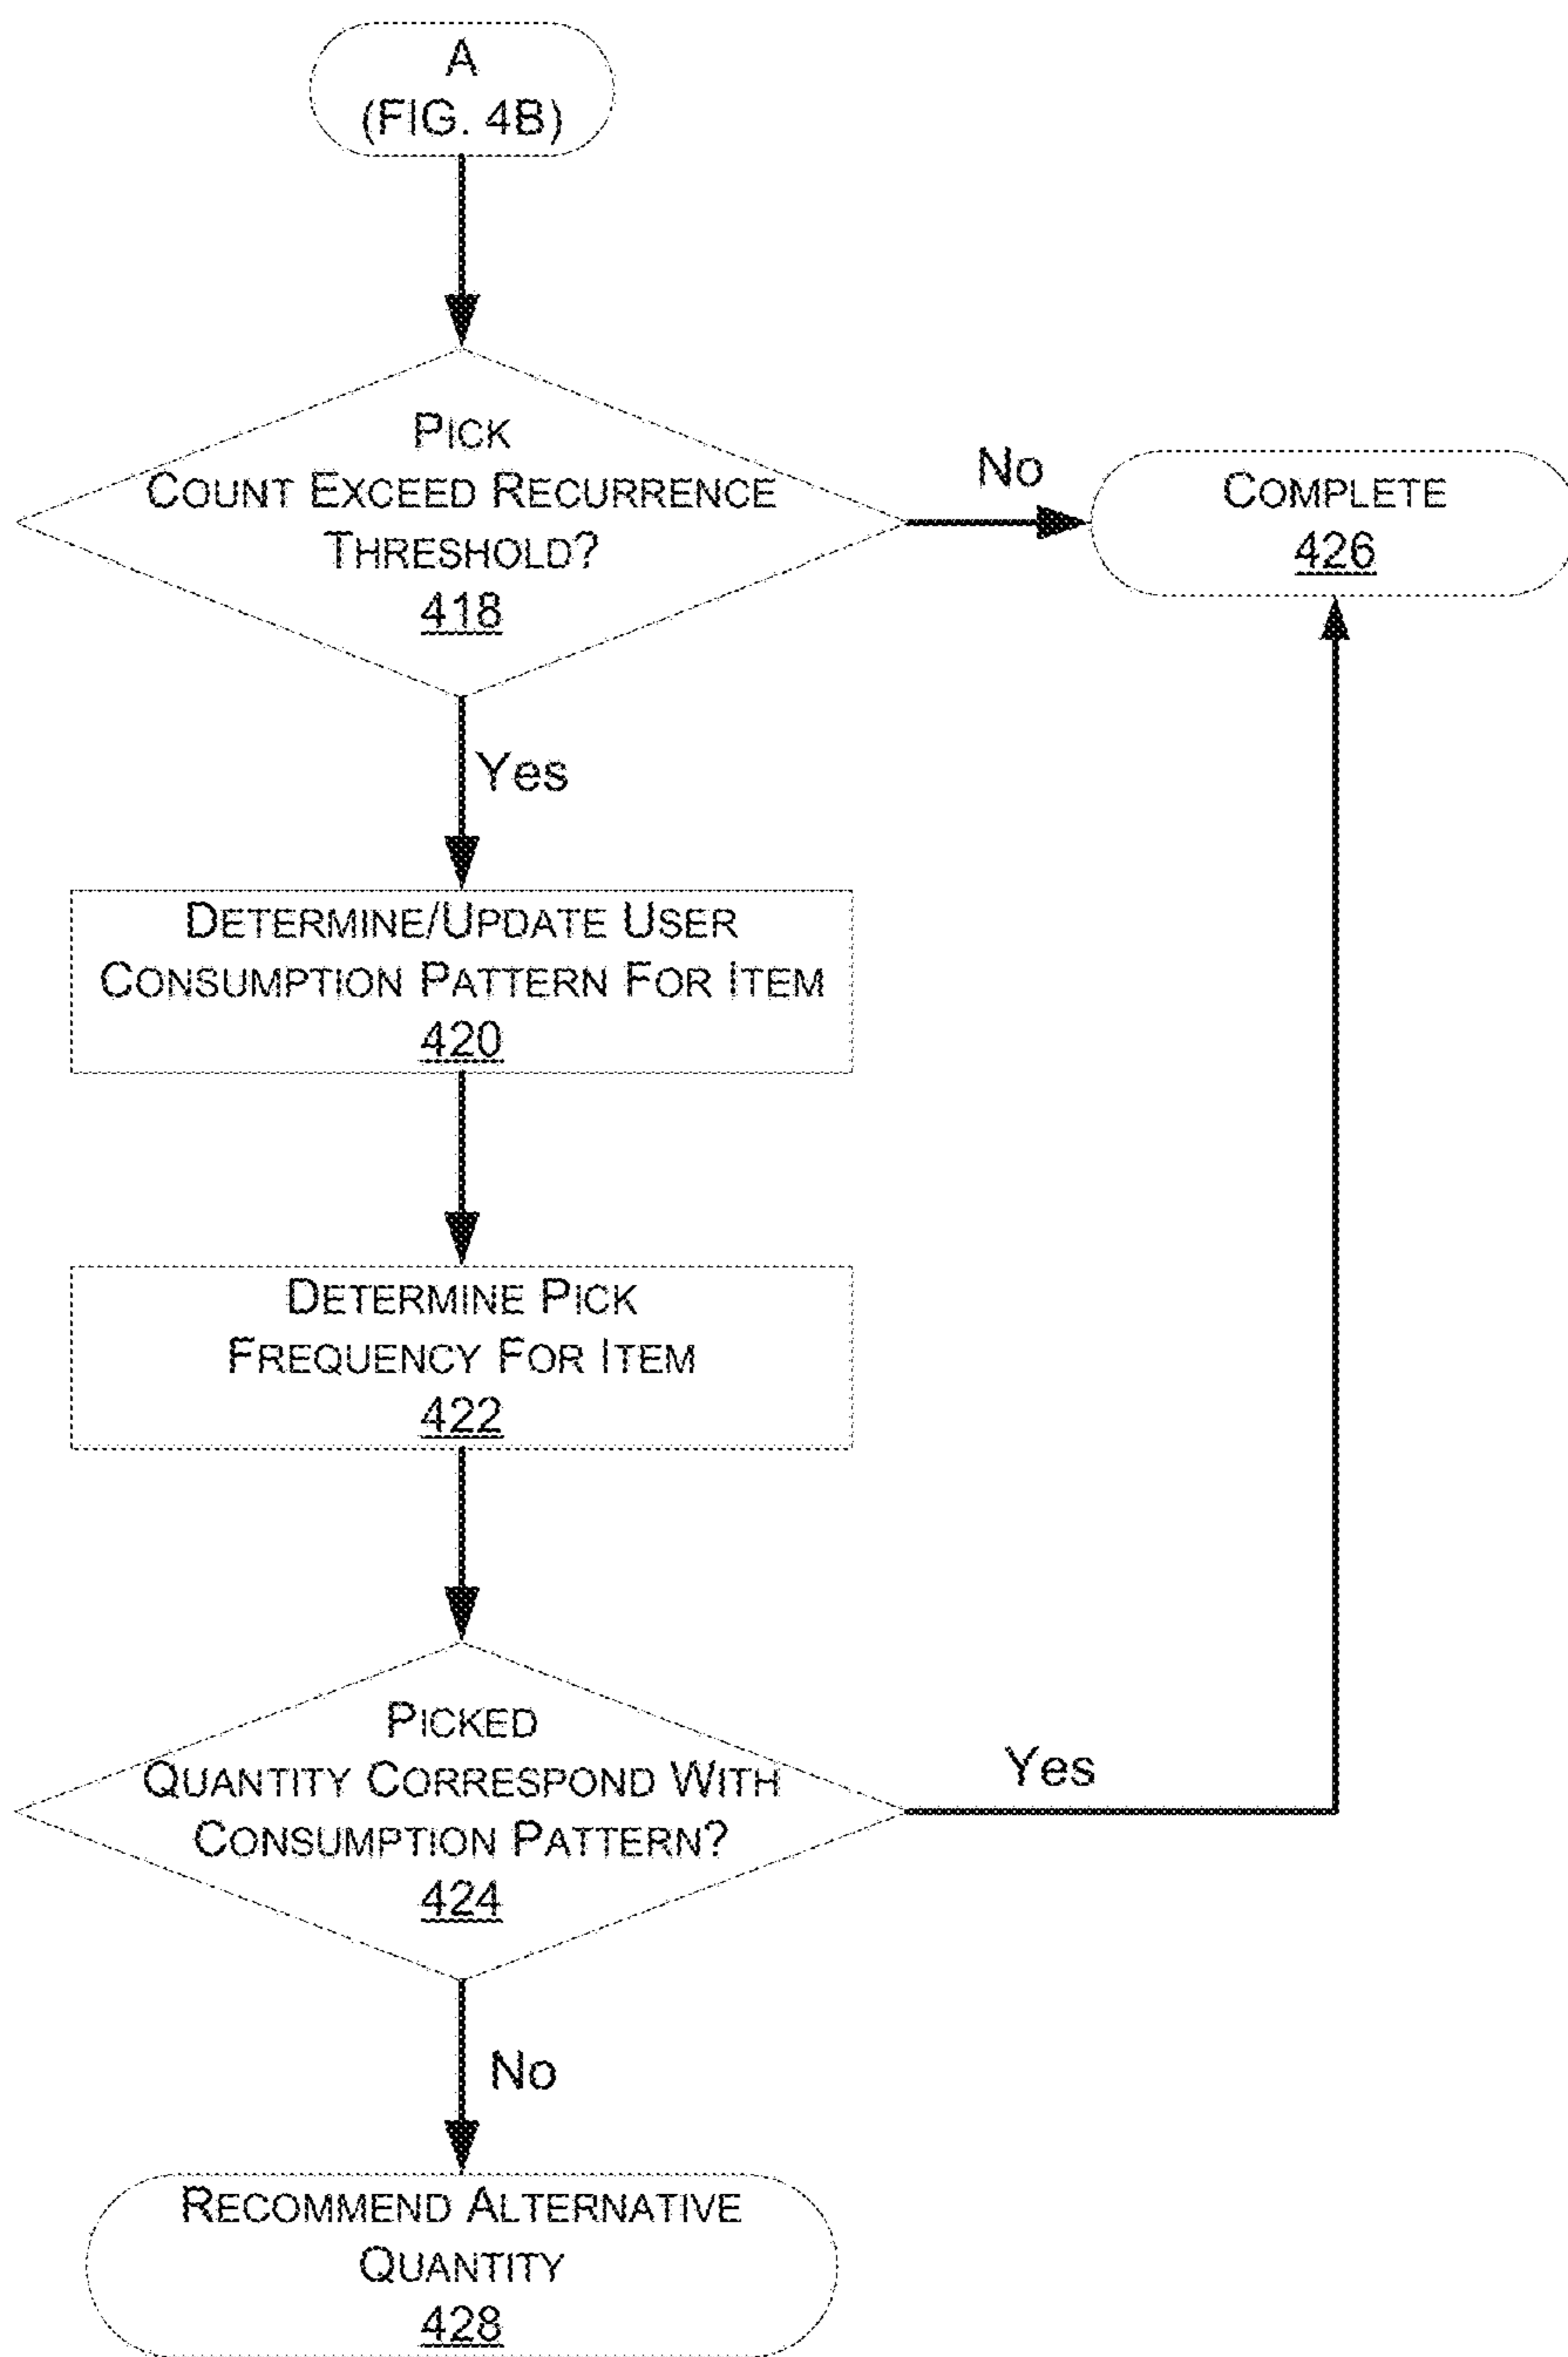 A
(FIG. 4B)
PICK
COUNT EXCEED RECURRENCE
THRESHOLD?
418
No
COMPLETE
426
Yes
DETERMINE/UPDATE USER
CONSUMPTION PATTERN FOR ITEM
420
DETERMINE PICK
FREQUENCY FOR ITEM
422
PICKED
QUANTITY CORRESPOND WITH
CONSUMPTION PATTERN?
424
Yes
No
RECOMMEND ALTERNATIVE
QUANTITY
428